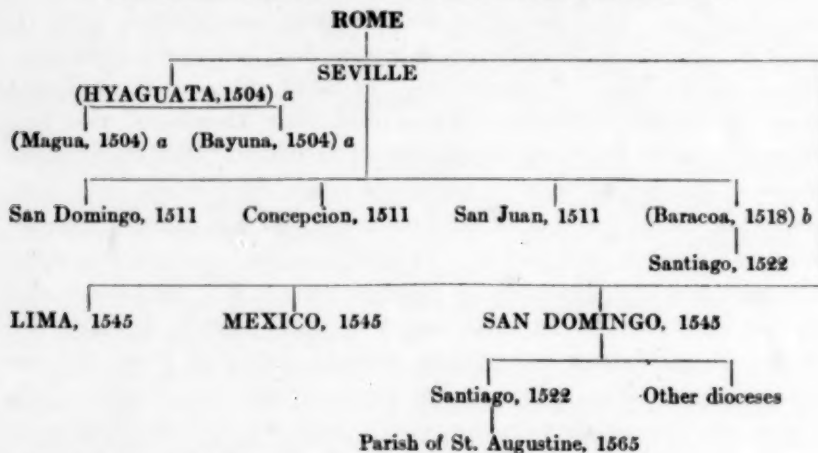 ROME
SEVILLE
(HYAGUATA, 1504) a
(Magua, 1504) a (Bayuna, 1504) a
San Domingo, 1511 Concepcion, 1511 San Juan, 1511 (Baracoa, 1518) b
Santiago, 1522
LIMA, 1545 MEXICO, 1545 SAN DOMINGO, 1545
Santiago, 1522 Other dioceses
Parish of St. Augustine, 1565